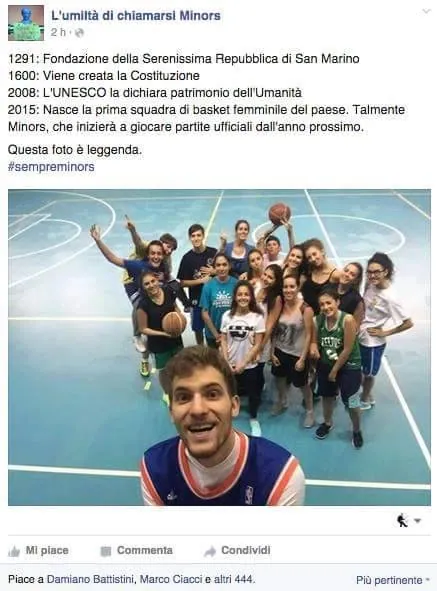 L'umiltà di chiamarsi Minors
2 h ·
1291: Fondazione della Serenissima Repubblica di San Marino
1600: Viene creata la Costituzione
2008: L'UNESCO la dichiara patrimonio dell'Umanità
2015: Nasce la prima squadra di basket femminile del paese. Talmente
Minors, che inizierà a giocare partite ufficiali dall'anno prossimo.
Questa foto è leggenda.
#sempreminors
CELTICS
Mi piace Commenta Condividi
Piace a Damiano Battistini, Marco Ciacci e altri 444. Più pertinente